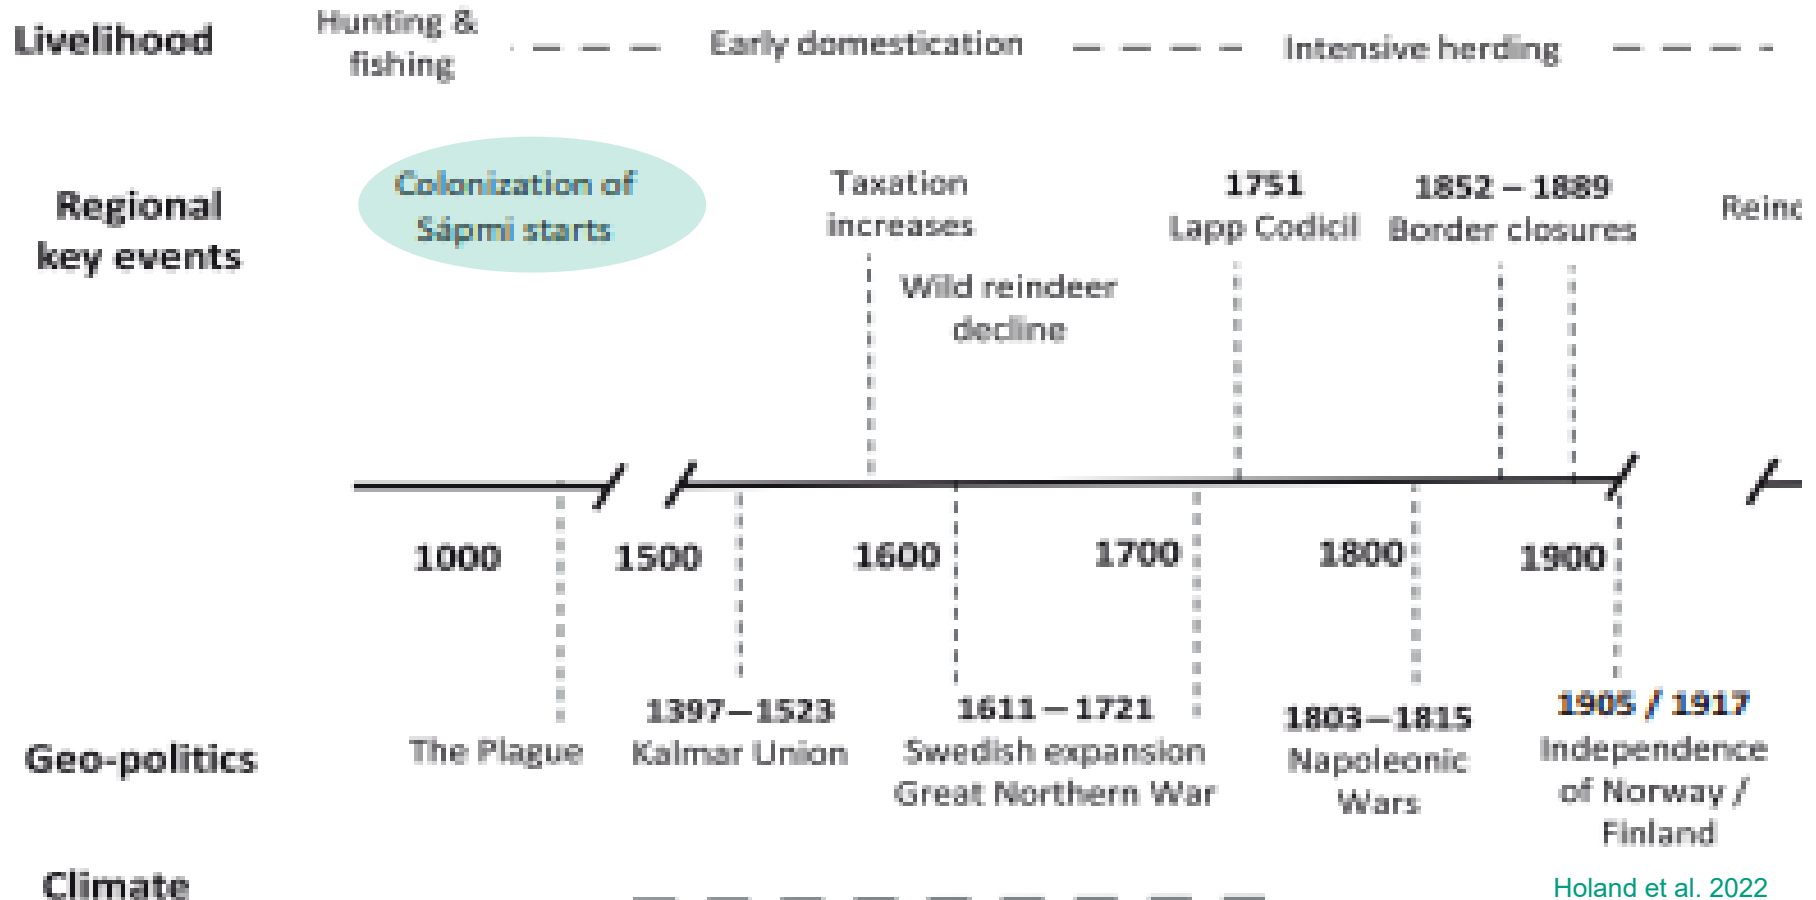 Livelihood
Hunting &
fishing
Early domestication
Intensive herding
Regional
key events
Colonization of
Sápmi starts
Taxation
increases
Wild reindeer
decline
1751
Lapp Codicil
1852 – 1889
Border closures
Reind
1000
1500
1600
1700
1800
1900
Geo-politics
The Plague
1397–1523
Kalmar Union
1611 – 1721
Swedish expansion
Great Northern War
1803–1815
Napoleonic
Wars
1905 / 1917
Independence
of Norway /
Finland
Climate
Holand et al. 2022